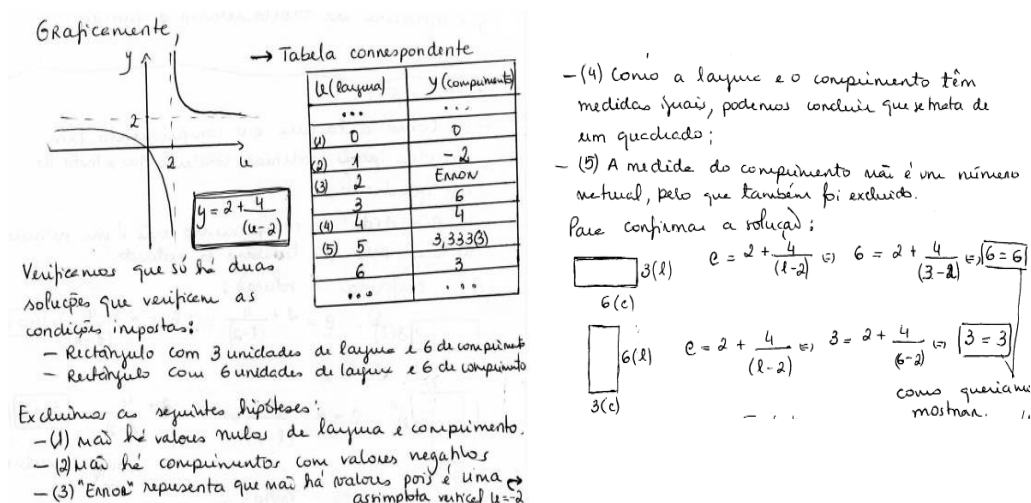 Graficamente,
y
2
2
u
y = 2 + 4/(u-2)
→ Tabela correspondente
u (largura) y (comprimento)
... ...
(1) 0 0
(2) 1 -2
(3) 2 ERROR
3 6
(4) 4 4
(5) 5 3,333(3)
6 3
... ...
Verificamos que só há duas
soluções que verificam as
condições impostas:
- Rectângulo com 3 unidades de largura e 6 de comprimento
- Rectângulo com 6 unidades de largura e 6 de comprimento
Excluimos as seguintes hipóteses:
- (1) não há valores nulos de largura e comprimento.
- (2) não há comprimentos com valores negativos
- (3) "Error" representa que não há valores pois é uma
assimptota vertical u=-2
- (4) Como a largura e o comprimento têm
medidas iguais, podemos concluir que se trata de
um quadrado;
- (5) A medida do comprimento não é um número
natural, pelo que também foi excluido.
Para confirmar a solução:
3(l) c = 2 + 4/(l-2) ⇔ 6 = 2 + 4/(3-2) ⇔ 6 = 6
6(c)
6(l) c = 2 + 4/(l-2) ⇔ 3 = 2 + 4/(6-2) ⇔ 3 = 3
3(c)
como queriamos
mostrar.